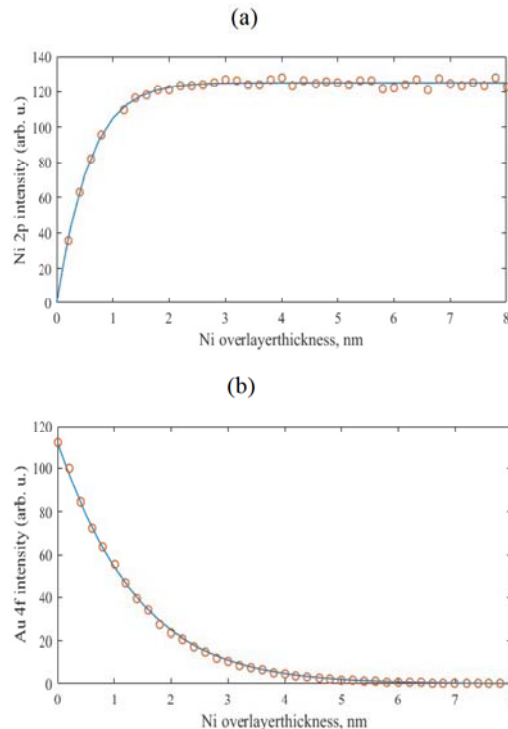 (a)
140
120
100
80
60
40
20
0
Ni 2p intensity (arb. u.)
0 1 2 3 4 5 6 7 8
Ni overlayerthickness, nm
(b)
120
100
80
60
40
20
0
Au 4f intensity (arb. u.)
0 1 2 3 4 5 6 7
Ni overlayerthickness, nm